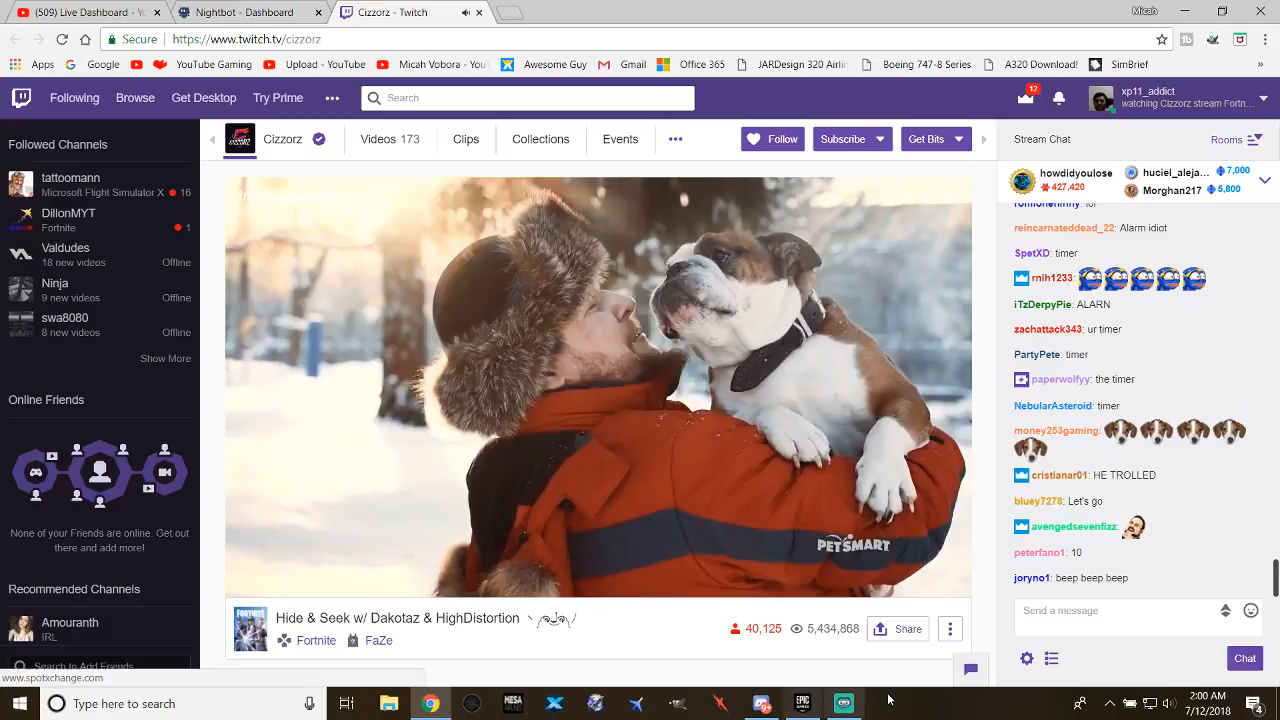 (509) Live Dashboard - Y
Nightbot - Dashboard
Cizzorz - Twitch
Micah
Secure
https://www.twitch.tv/cizzorz
Apps
Google
YouTube Gaming
Upload - YouTube
Micah Vobera - You
Awesome Guy
Gmail
Office 365
JARDesign 320 Airlin
Boeing 747-8 Series
A320 Download!
SimBrief
»
Following
Browse
Get Desktop
Try Prime
Search
12
xp11_addict
watching Cizzorz stream Fortn...
Followed Channels
tattoomann
Microsoft Flight Simulator X
16
DillonMYT
Fortnite
1
Valdudes
18 new videos
Offline
Ninja
9 new videos
Offline
swa8080
8 new videos
Offline
Show More
Online Friends
None of your Friends are online. Get out
there and add more!
Recommended Channels
Amouranth
IRL
Search to Add Friends
www.spotxchange.com
Cizzorz
Videos 173
Clips
Collections
Events
Follow
Subscribe
Get Bits
PETSMART
Hide & Seek w/ Dakotaz & HighDistortion
Fortnite
FaZe
40,125
5,434,868
Share
Stream Chat
Rooms
howdidyoulose
427,420
huciel_aleja...
7,000
Morghan217
5,800
reincarnateddead_22: Alarm idiot
SpetXD: timer
rnlh1233:
iTzDerpyPie: ALARN
zachattack343: ur timer
PartyPete: timer
paperwolfyy: the timer
NebularAsteroid: timer
money253gaming:
cristianar01: HE TROLLED
bluey7278: Let's go
avengedsevenfizz:
peterfano1: 10
joryno1: beep beep beep
Send a message
Chat
Type here to search
2:00 AM
7/12/2018
4